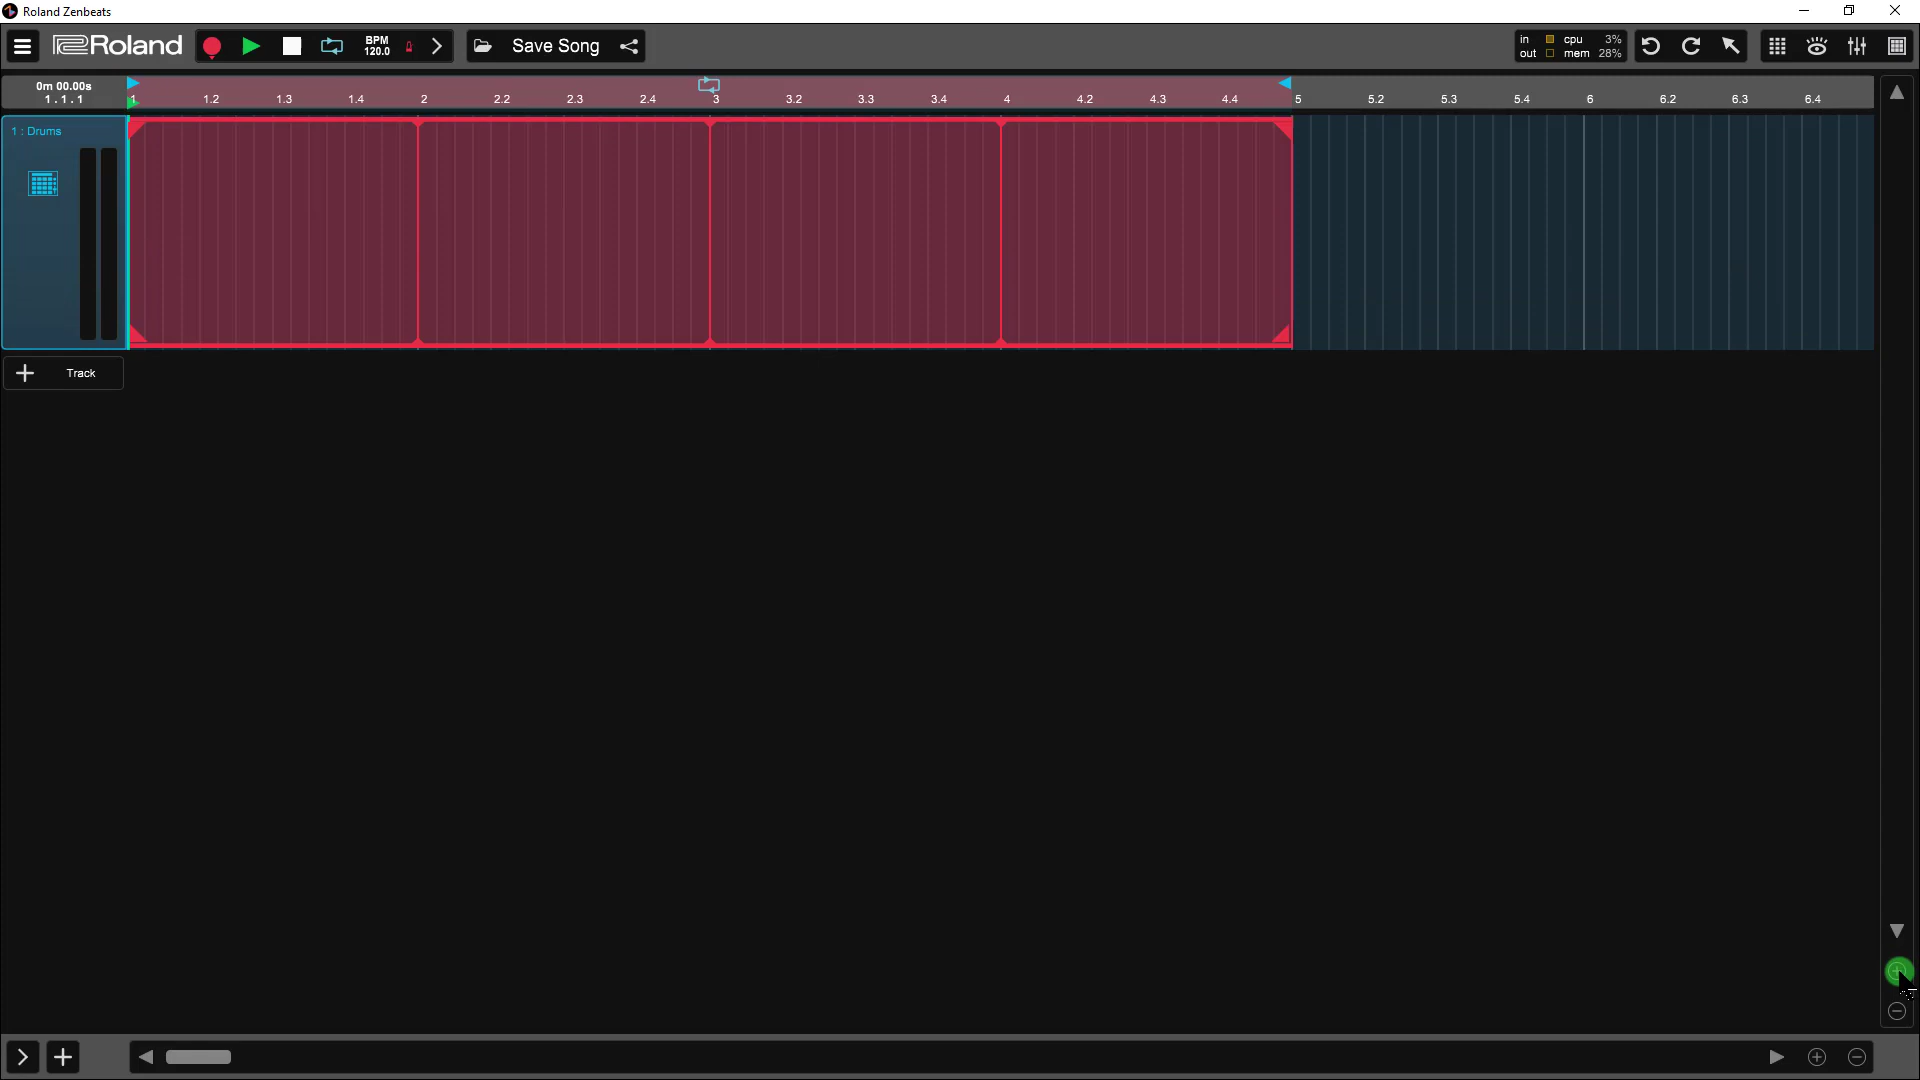 Roland Zenbeats
Roland
BPM
120.0
Save Song
in cpu 3%
out mem 28%
0m 00.00s
1 . 1 . 1
1 1.2 1.3 1.4 2 2.2 2.3 2.4 3 3.2 3.3 3.4 4 4.2 4.3 4.4 5 5.2 5.3 5.4 6 6.2 6.3 6.4
1 : Drums
Track